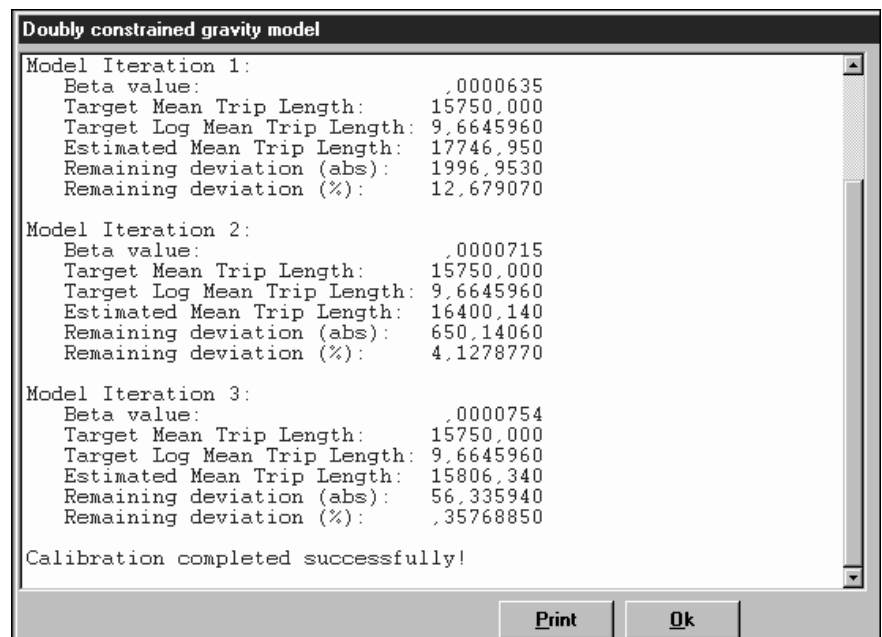 Doubly constrained gravity model
Model Iteration 1:
Beta value: ,0000635
Target Mean Trip Length: 15750,000
Target Log Mean Trip Length: 9,6645960
Estimated Mean Trip Length: 17746,950
Remaining deviation (abs): 1996,9530
Remaining deviation (%): 12,679070
Model Iteration 2:
Beta value: ,0000715
Target Mean Trip Length: 15750,000
Target Log Mean Trip Length: 9,6645960
Estimated Mean Trip Length: 16400,140
Remaining deviation (abs): 650,14060
Remaining deviation (%): 4,1278770
Model Iteration 3:
Beta value: ,0000754
Target Mean Trip Length: 15750,000
Target Log Mean Trip Length: 9,6645960
Estimated Mean Trip Length: 15806,340
Remaining deviation (abs): 56,335940
Remaining deviation (%): ,35768850
Calibration completed successfully!
Print Ok